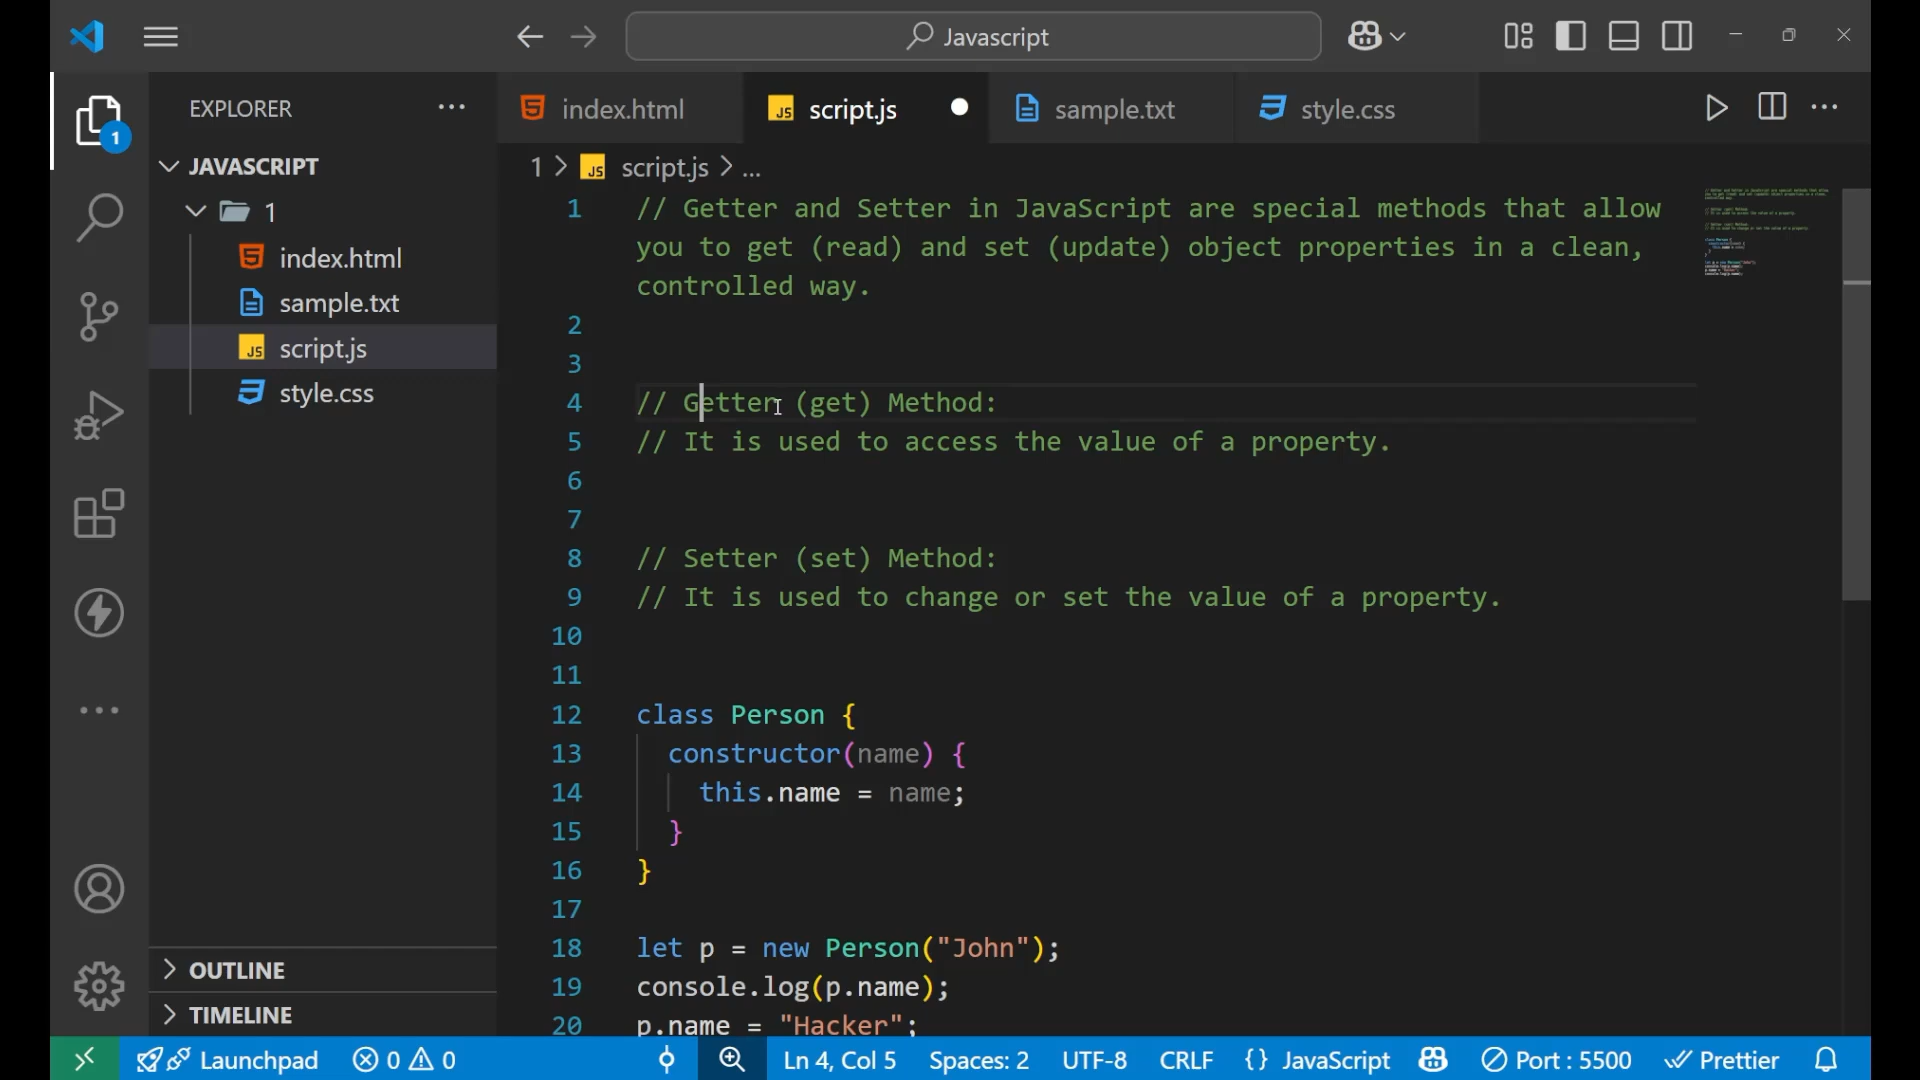 Javascript
EXPLORER
index.html
script.js
sample.txt
style.css
1
JAVASCRIPT
1 > script.js > ...
1
index.html
sample.txt
script.js
style.css
1 // Getter and Setter in JavaScript are special methods that allow
you to get (read) and set (update) object properties in a clean,
controlled way.
2
3
4 // Getter (get) Method:
5 // It is used to access the value of a property.
6
7
8 // Setter (set) Method:
9 // It is used to change or set the value of a property.
10
11
12 class Person {
13 constructor(name) {
14 this.name = name;
15 }
16 }
17
18 let p = new Person("John");
19 console.log(p.name);
20 p.name = "Hacker";
OUTLINE
TIMELINE
Launchpad 0 0 Ln 4, Col 5 Spaces: 2 UTF-8 CRLF {} JavaScript Port : 5500 Prettier